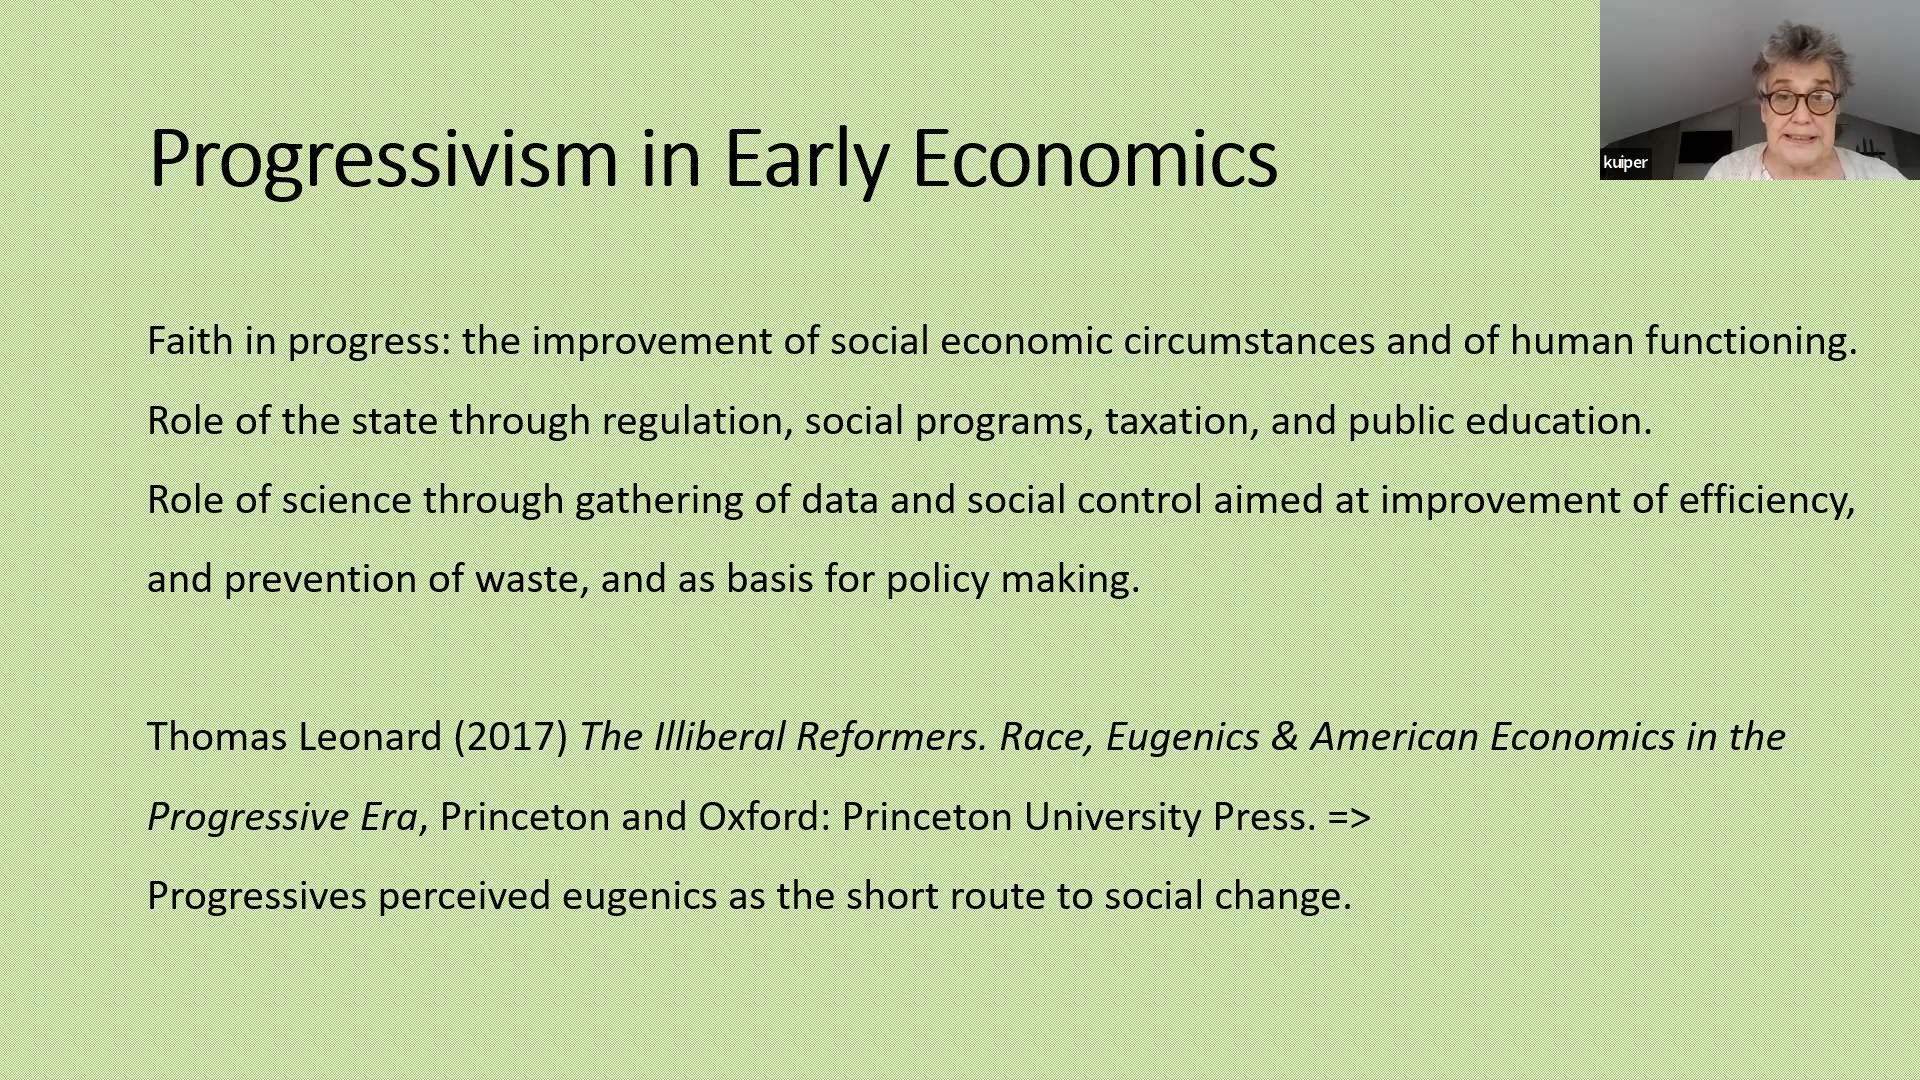 Progressivism in Early Economics
kuiper
Faith in progress: the improvement of social economic circumstances and of human functioning.
Role of the state through regulation, social programs, taxation, and public education.
Role of science through gathering of data and social control aimed at improvement of efficiency,
and prevention of waste, and as basis for policy making.
Thomas Leonard (2017) The Illiberal Reformers. Race, Eugenics & American Economics in the
Progressive Era, Princeton and Oxford: Princeton University Press. =>
Progressives perceived eugenics as the short route to social change.